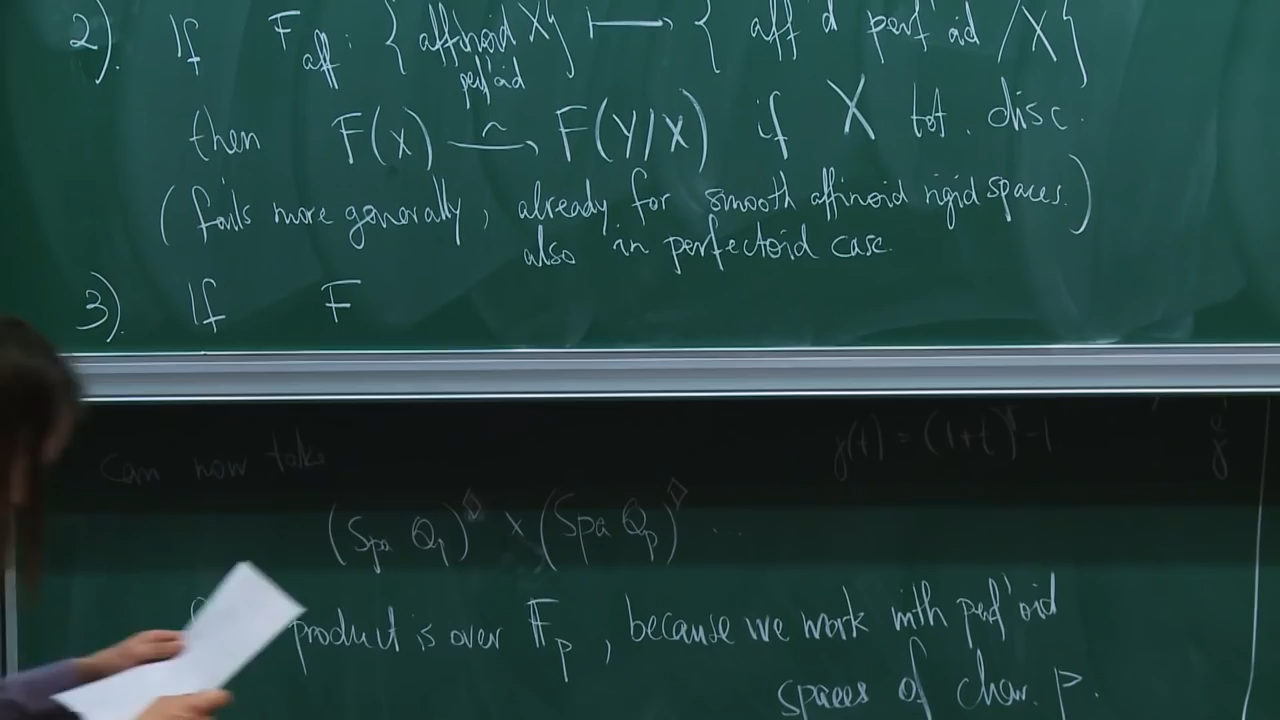 2). If F_aff : { affinoid X } ⟼ { aff'd perf'oid /X }
perf'oid
then F(X) →~ F(Y/X) if X tot. disc.
(fails more generally, already for smooth affinoid rigid spaces.)
also in perfectoid case.
3). If F
can now take γ(t) = (1+t)^γ -1
(Spa Q_p)^◇ × (Spa Q_p)^◇ ...
product is over F_p, because we work with perf'oid
spaces of char. p.